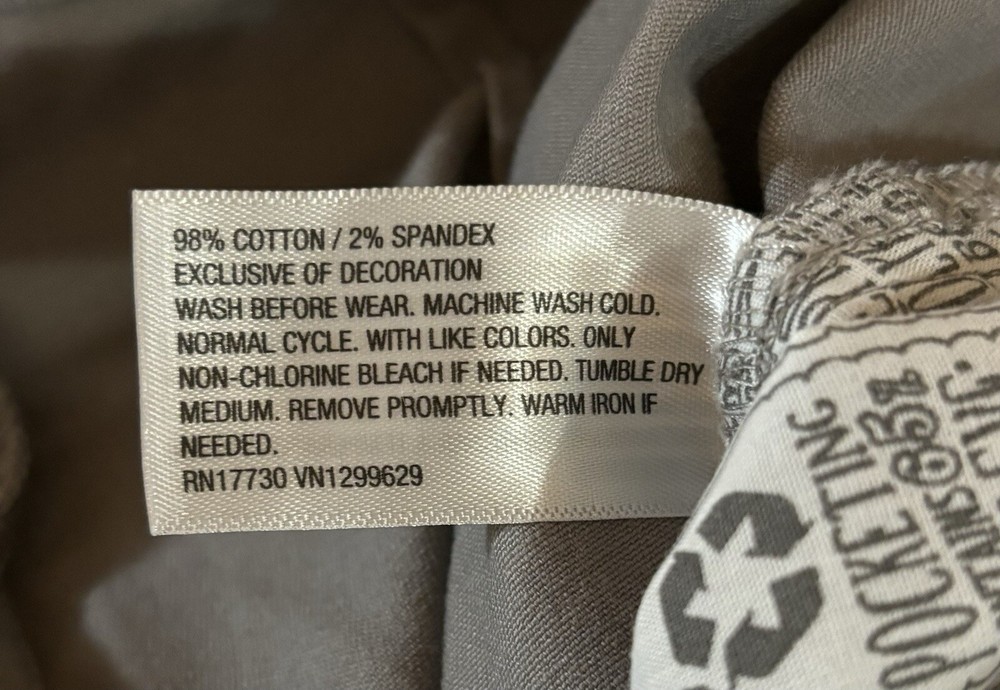 98% COTTON / 2% SPANDEX
EXCLUSIVE OF DECORATION
WASH BEFORE WEAR. MACHINE WASH COLD.
NORMAL CYCLE. WITH LIKE COLORS. ONLY
NON-CHLORINE BLEACH IF NEEDED. TUMBLE DRY
MEDIUM. REMOVE PROMPTLY. WARM IRON IF
NEEDED.
RN17730 VN1299629
POCKETING
65%